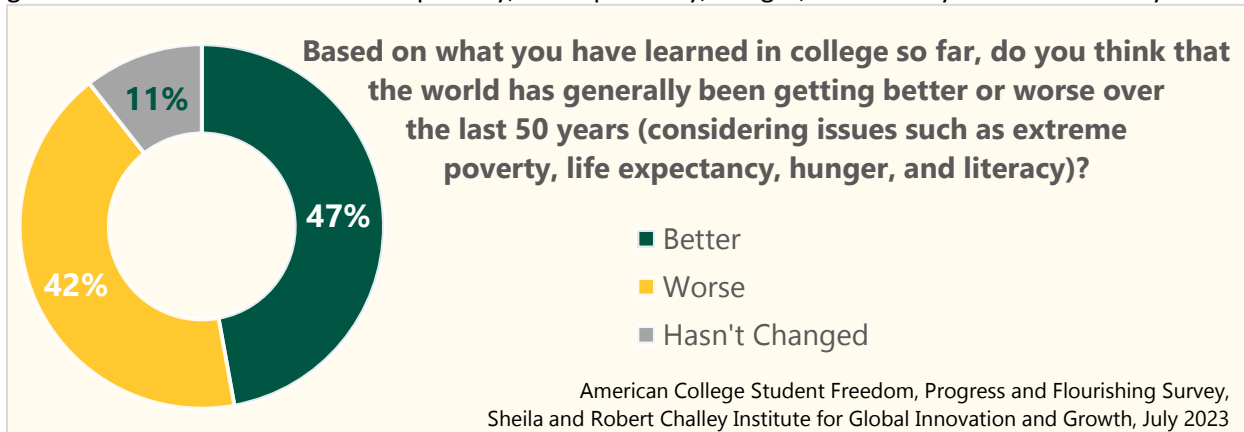 Based on what you have learned in college so far, do you think that
the world has generally been getting better or worse over
the last 50 years (considering issues such as extreme
poverty, life expectancy, hunger, and literacy)?
11%
47%
42%
Better
Worse
Hasn't Changed
American College Student Freedom, Progress and Flourishing Survey,
Sheila and Robert Challey Institute for Global Innovation and Growth, July 2023